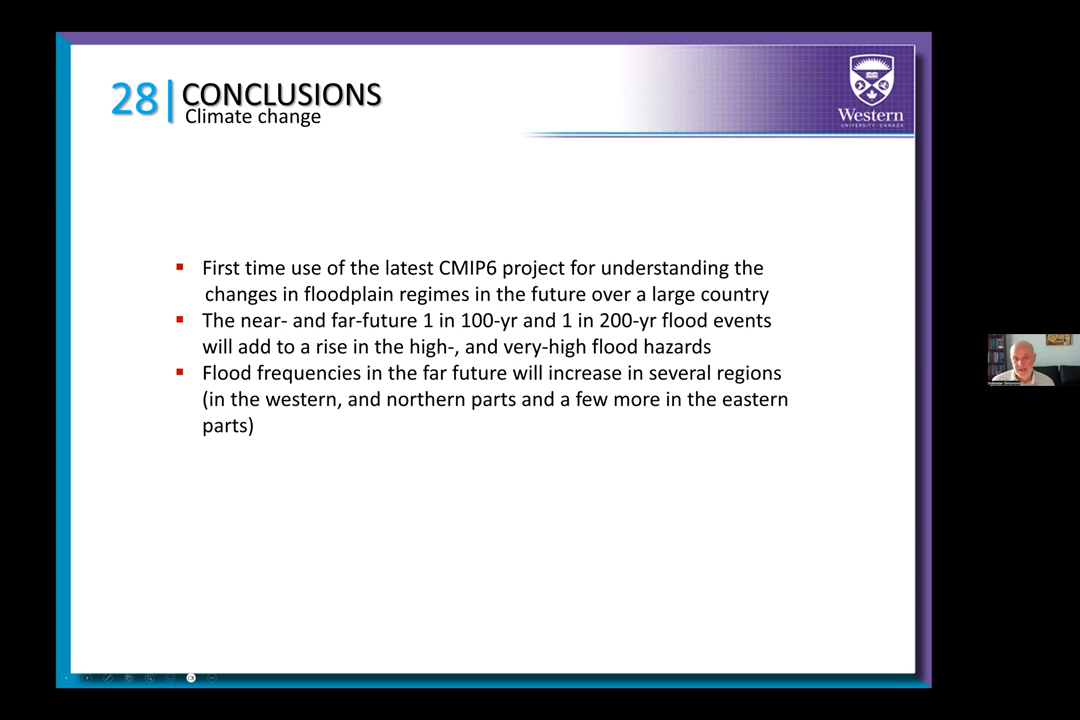 28
CONCLUSIONS
Climate change
Western
UNIVERSITY · CANADA
▪ First time use of the latest CMIP6 project for understanding the
changes in floodplain regimes in the future over a large country
▪ The near- and far-future 1 in 100-yr and 1 in 200-yr flood events
will add to a rise in the high-, and very-high flood hazards
▪ Flood frequencies in the far future will increase in several regions
(in the western, and northern parts and a few more in the eastern
parts)